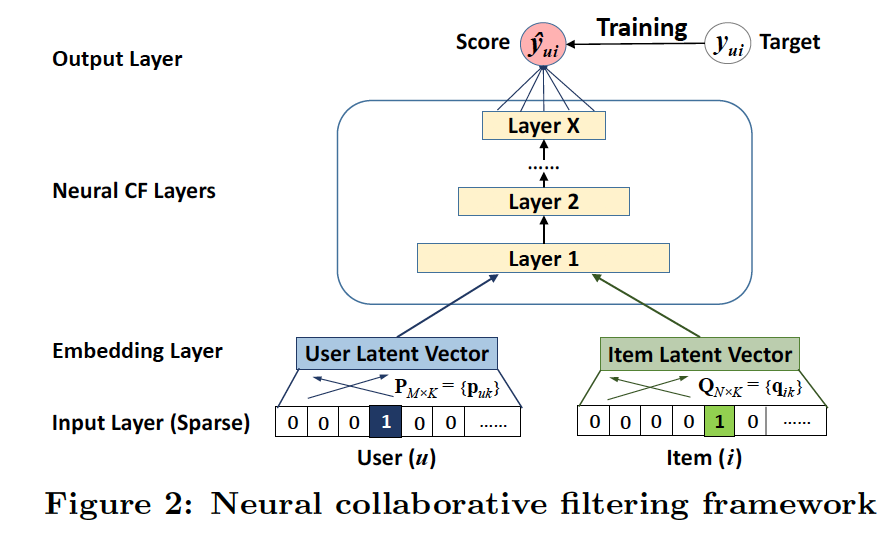 Output Layer
Score
ŷui
Training
yui
Target
Layer X
......
Neural CF Layers
Layer 2
Layer 1
Embedding Layer
User Latent Vector
Item Latent Vector
P M×K = {puk}
Q N×K = {qik}
Input Layer (Sparse)
0 0 0 1 0 0 ......
0 0 0 0 1 0 ......
User (u)
Item (i)
Figure 2: Neural collaborative filtering framework